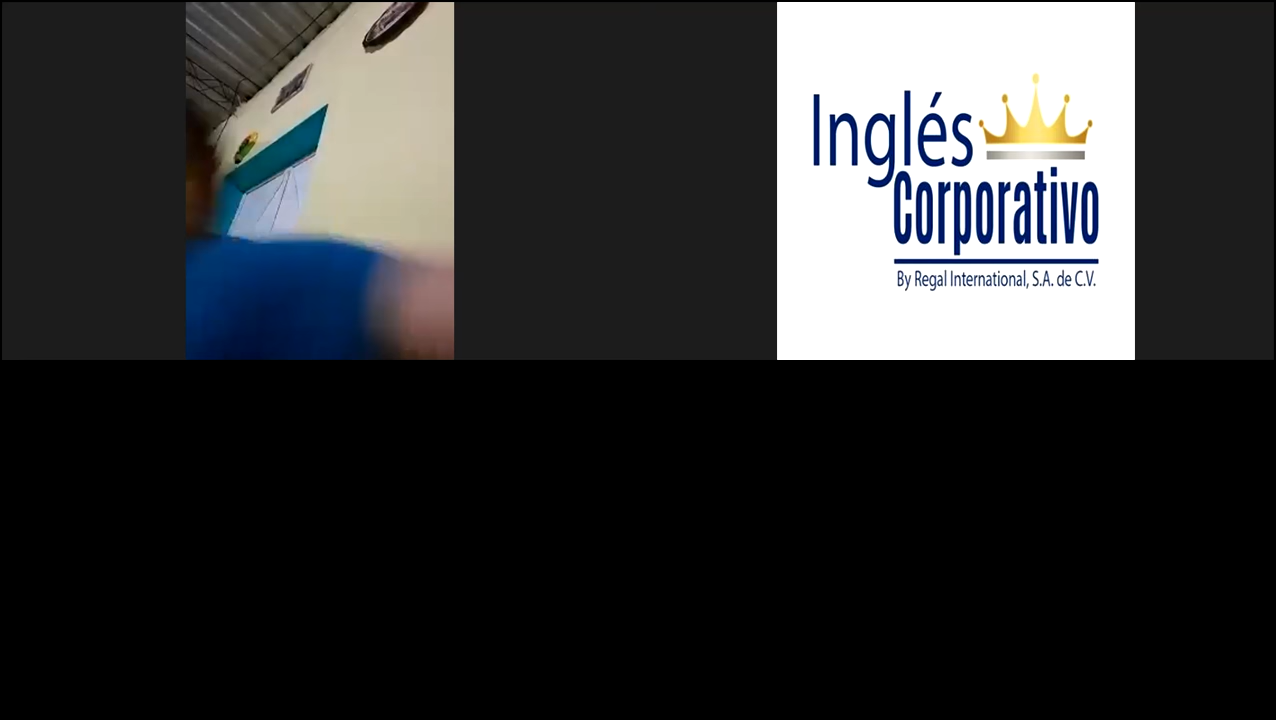 Inglés
Corporativo
By Regal International, S.A. de C.V.